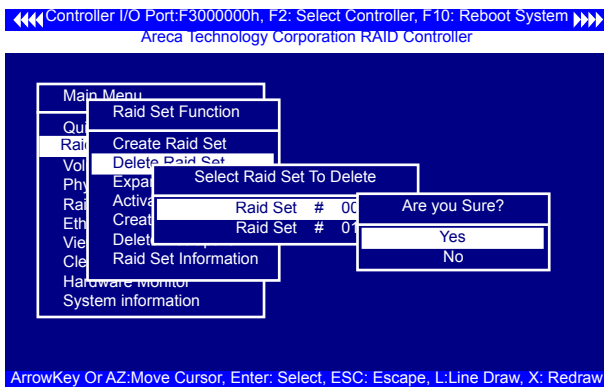 Controller I/O Port:F3000000h, F2: Select Controller, F10: Reboot System
Areca Technology Corporation RAID Controller
Main Menu
Raid Set Function
Create Raid Set
Delete Raid Set
Select Raid Set To Delete
Raid Set # 00
Are you Sure?
Raid Set # 01
Yes
No
Raid Set Information
Hardware Monitor
System information
ArrowKey Or AZ:Move Cursor, Enter: Select, ESC: Escape, L:Line Draw, X: Redraw